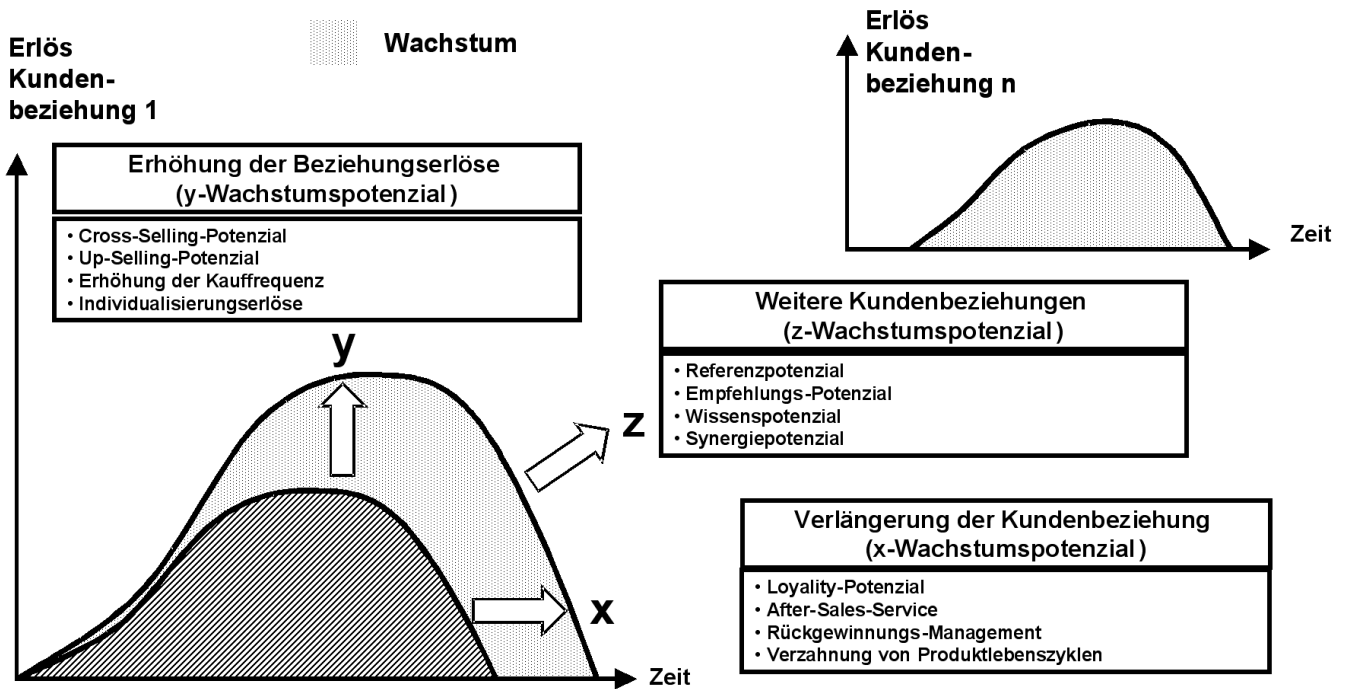 Erlös
Kunden-
beziehung 1
Wachstum
Erlös
Kunden-
beziehung n
Zeit
Erhöhung der Beziehungserlöse
(y-Wachstumspotenzial)
• Cross-Selling-Potenzial
• Up-Selling-Potenzial
• Erhöhung der Kauffrequenz
• Individualisierungserlöse
Weitere Kundenbeziehungen
(z-Wachstumspotenzial)
• Referenzpotenzial
• Empfehlungs-Potenzial
• Wissenspotenzial
• Synergiepotenzial
y
z
x
Verlängerung der Kundenbeziehung
(x-Wachstumspotenzial)
• Loyality-Potenzial
• After-Sales-Service
• Rückgewinnungs-Management
• Verzahnung von Produktlebenszyklen
Zeit